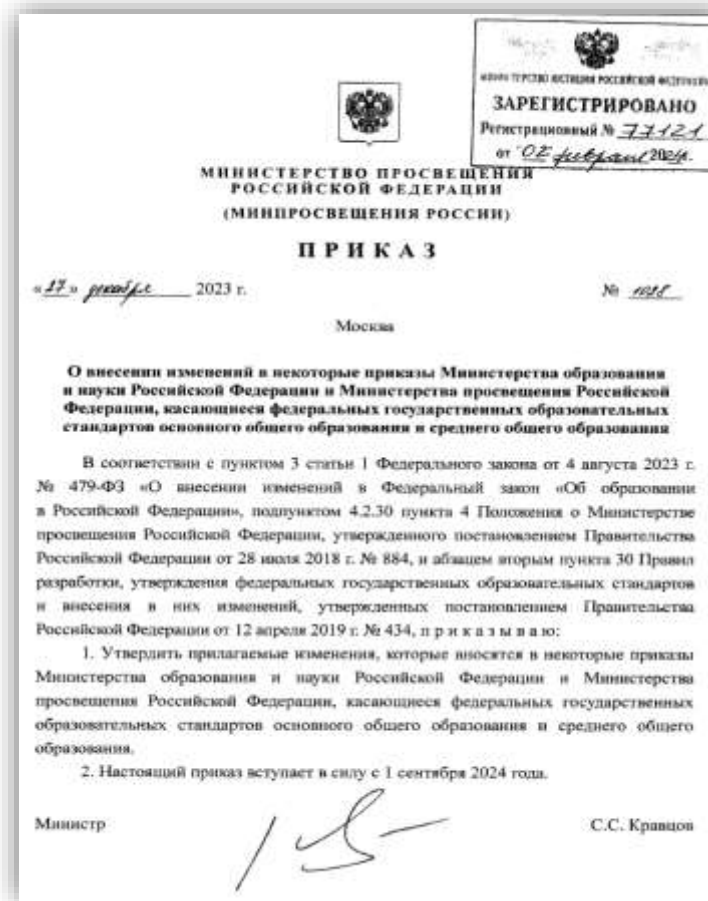 МИНИСТЕРСТВО ЮСТИЦИИ РОССИЙСКОЙ ФЕДЕРАЦИИ
ЗАРЕГИСТРИРОВАНО
Регистрационный № 77121
от "02" февраля 2024г.
МИНИСТЕРСТВО ПРОСВЕЩЕНИЯ
РОССИЙСКОЙ ФЕДЕРАЦИИ
(МИНПРОСВЕЩЕНИЯ РОССИИ)
ПРИКАЗ
«27» декабря 2023 г.
№ 1028
Москва
О внесении изменений в некоторые приказы Министерства образования
и науки Российской Федерации и Министерства просвещения Российской
Федерации, касающиеся федеральных государственных образовательных
стандартов основного общего образования и среднего общего образования
В соответствии с пунктом 3 статьи 1 Федерального закона от 4 августа 2023 г.
№ 479-ФЗ «О внесении изменений в Федеральный закон «Об образовании
в Российской Федерации», подпунктом 4.2.30 пункта 4 Положения о Министерстве
просвещения Российской Федерации, утвержденного постановлением Правительства
Российской Федерации от 28 июля 2018 г. № 884, и абзацем вторым пункта 30 Правил
разработки, утверждения федеральных государственных образовательных стандартов
и внесения в них изменений, утвержденных постановлением Правительства
Российской Федерации от 12 апреля 2019 г. № 434, п р и к а з ы в а ю:
1. Утвердить прилагаемые изменения, которые вносятся в некоторые приказы
Министерства образования и науки Российской Федерации и Министерства
просвещения Российской Федерации, касающиеся федеральных государственных
образовательных стандартов основного общего образования и среднего общего
образования.
2. Настоящий приказ вступает в силу с 1 сентября 2024 года.
Министр
С.С. Кравцов